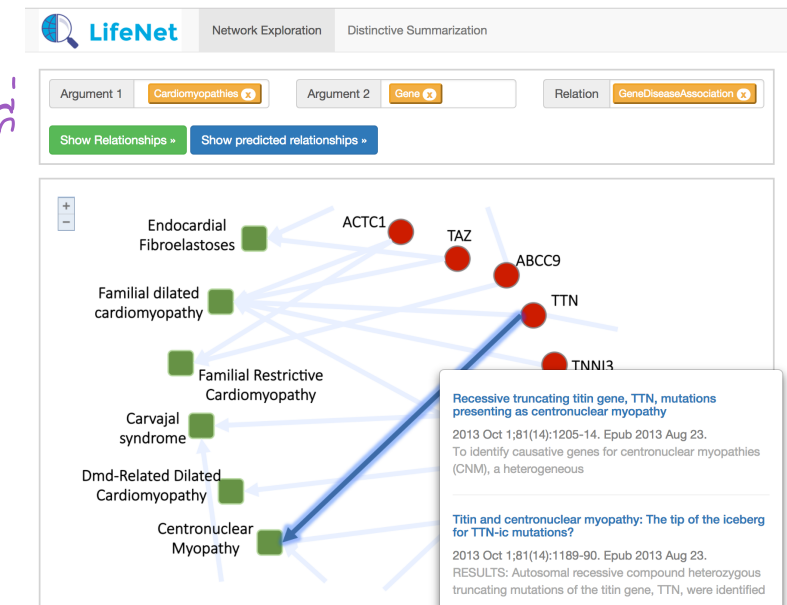 LifeNet
Network Exploration
Distinctive Summarization
Argument 1
Cardiomyopathies x
Argument 2
Gene x
Relation
GeneDiseaseAssociation x
Show Relationships »
Show predicted relationships »
+
−
Endocardial
Fibroelastoses
ACTC1
TAZ
ABCC9
Familial dilated
cardiomyopathy
TTN
TNNI3
Familial Restrictive
Cardiomyopathy
Carvajal
syndrome
Dmd-Related Dilated
Cardiomyopathy
Centronuclear
Myopathy
Recessive truncating titin gene, TTN, mutations
presenting as centronuclear myopathy
2013 Oct 1;81(14):1205-14. Epub 2013 Aug 23.
To identify causative genes for centronuclear myopathies
(CNM), a heterogeneous
Titin and centronuclear myopathy: The tip of the iceberg
for TTN-ic mutations?
2013 Oct 1;81(14):1189-90. Epub 2013 Aug 23.
RESULTS: Autosomal recessive compound heterozygous
truncating mutations of the titin gene, TTN, were identified